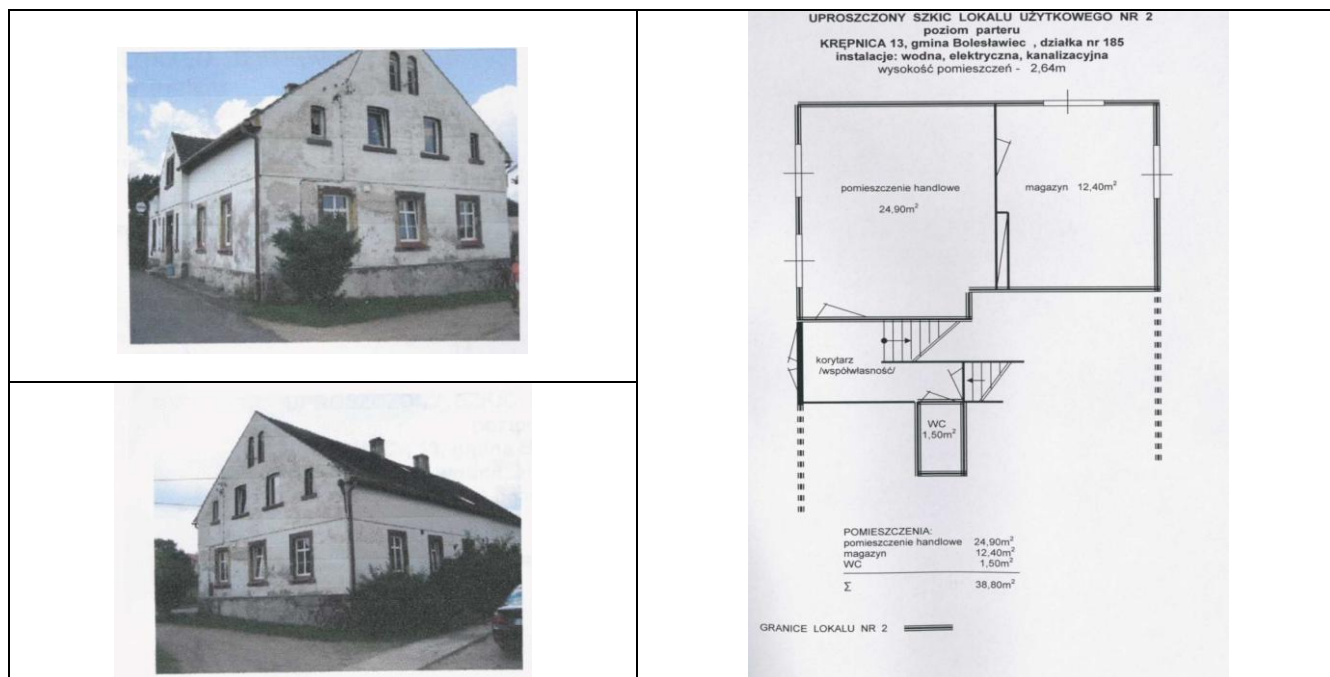 UPROSZCZONY SZKIC LOKALU UŻYTKOWEGO NR 2
poziom parteru
KRĘPNICA 13, gmina Bolesławiec , działka nr 185
instalacje: wodna, elektryczna, kanalizacyjna
wysokość pomieszczeń - 2,64m
pomieszczenie handlowe
24,90m²
magazyn 12,40m²
korytarz
/współwłasność/
WC
1,50m²
POMIESZCZENIA:
pomieszczenie handlowe 24,90m²
magazyn 12,40m²
WC 1,50m²
Σ 38,80m²
GRANICE LOKALU NR 2